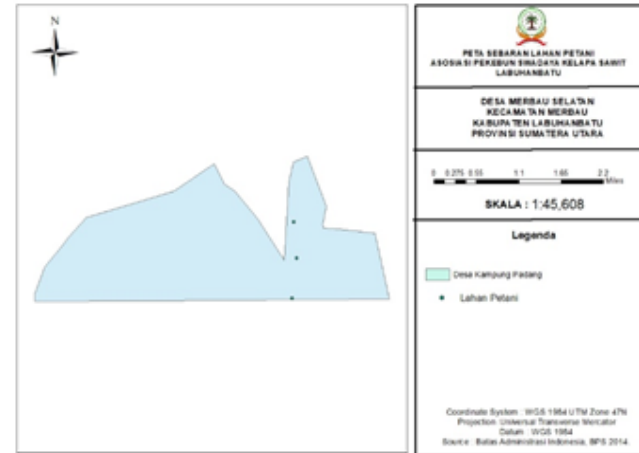 N
PETA SEBARAN LAHAN PETANI
ASOSIASI PEKEBUN SWADAYA KELAPA SAWIT
LABUHANBATU
DESA MERBAU SELATAN
KECAMATAN MERBAU
KABUPATEN LABUHANBATU
PROVINSI SUMATERA UTARA
0 0.275 0.55 1.1 1.65 2.2
Miles
SKALA : 1:45,608
Legenda
Desa Kampung Padang
Lahan Petani
Coordinate System : WGS 1984 UTM Zone 47N
Projection: Universal Transverse Mercator
Datum : WGS 1984
Source : Batas Administrasi Indonesia, BPS 2014.